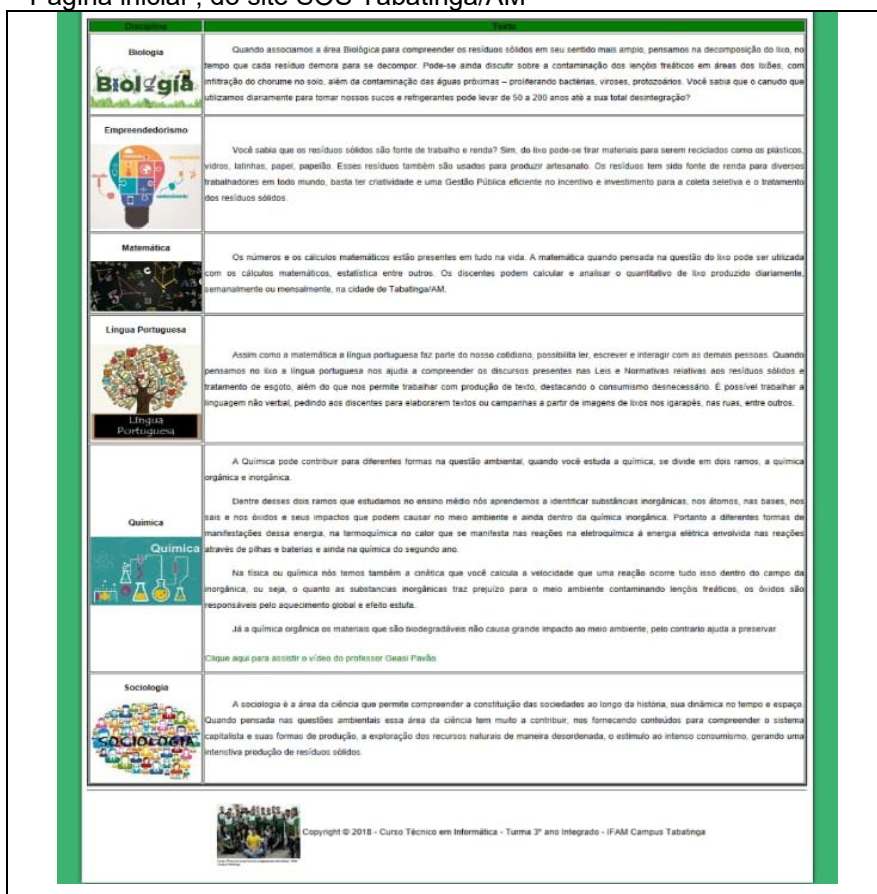 "Página inicial", do site SOS Tabatinga/AM
Disciplina
Texto
Biologia
Biologia
Quando associamos a área Biológica para compreender os resíduos sólidos em seu sentido mais amplo, pensamos na decomposição do lixo, no
tempo que cada resíduo demora para se decompor. Pode-se ainda discutir sobre a contaminação dos lençóis freáticos em áreas dos lixões, com
infiltração do chorume no solo, além da contaminação das águas próximas – proliferando bactérias, viroses, protozoários. Você sabia que o canudo que
utilizamos diariamente para tomar nossos sucos e refrigerantes pode levar de 50 a 200 anos até a sua total desintegração?
Empreendedorismo
Você sabia que os resíduos sólidos são fonte de trabalho e renda? Sim, do lixo pode-se tirar materiais para serem reciclados como os plásticos,
vidros, latinhas, papel, papelão. Esses resíduos também são usados para produzir artesanato. Os resíduos tem sido fonte de renda para diversos
trabalhadores em todo mundo, basta ter criatividade e uma Gestão Pública eficiente no incentivo e investimento para a coleta seletiva e o tratamento
dos resíduos sólidos.
Matemática
Os números e os cálculos matemáticos estão presentes em tudo na vida. A matemática quando pensada na questão do lixo pode ser utilizada
com os cálculos matemáticos, estatística entre outros. Os discentes podem calcular e analisar o quantitativo de lixo produzido diariamente,
semanalmente ou mensalmente, na cidade de Tabatinga/AM.
Língua Portuguesa
Língua
Portuguesa
Assim como a matemática a língua portuguesa faz parte do nosso cotidiano, possibilita ler, escrever e interagir com as demais pessoas. Quando
pensamos no lixo a língua portuguesa nos ajuda a compreender os discursos presentes nas Leis e Normativas relativas aos resíduos sólidos e
tratamento de esgoto, além do que nos permite trabalhar com produção de texto, destacando o consumismo desnecessário. É possível trabalhar a
linguagem não verbal, pedindo aos discentes para elaborarem textos ou campanhas a partir de imagens de lixos nos igarapés, nas ruas, entre outros.
Química
Química
A Química pode contribuir para diferentes formas na questão ambiental, quando você estuda a química, se divide em dois ramos, a química
orgânica e inorgânica.
Dentre desses dois ramos que estudamos no ensino médio nós aprendemos a identificar substâncias inorgânicas, nos átomos, nas bases, nos
sais e nos óxidos e seus impactos que podem causar no meio ambiente e ainda dentro da química inorgânica. Portanto a diferentes formas de
manifestações dessa energia, na termoquímica no calor que se manifesta nas reações na eletroquímica á energia elétrica envolvida nas reações
através de pilhas e baterias e ainda na química do segundo ano.
Na física ou química nós temos também a cinética que você calcula a velocidade que uma reação ocorre tudo isso dentro do campo da
inorgânica, ou seja, o quanto as substancias inorgânicas traz prejuízo para o meio ambiente contaminando lençóis freáticos, os óxidos são
responsáveis pelo aquecimento global e efeito estufa.
Já a química orgânica os materiais que são biodegradáveis não causa grande impacto ao meio ambiente, pelo contrario ajuda a preservar.
Clique aqui para assistir o vídeo do professor Geasi Pavão.
Sociologia
SOCIOLOGIA
A sociologia é a área da ciência que permite compreender a constituição das sociedades ao longo da história, sua dinâmica no tempo e espaço.
Quando pensada nas questões ambientais essa área da ciência tem muito a contribuir, nos fornecendo conteúdos para compreender o sistema
capitalista e suas formas de produção, a exploração dos recursos naturais de maneira desordenada, o estímulo ao intenso consumismo, gerando uma
intenstiva produção de resíduos sólidos.
Copyright © 2018 - Curso Técnico em Informática - Turma 3º ano Integrado - IFAM Campus Tabatinga